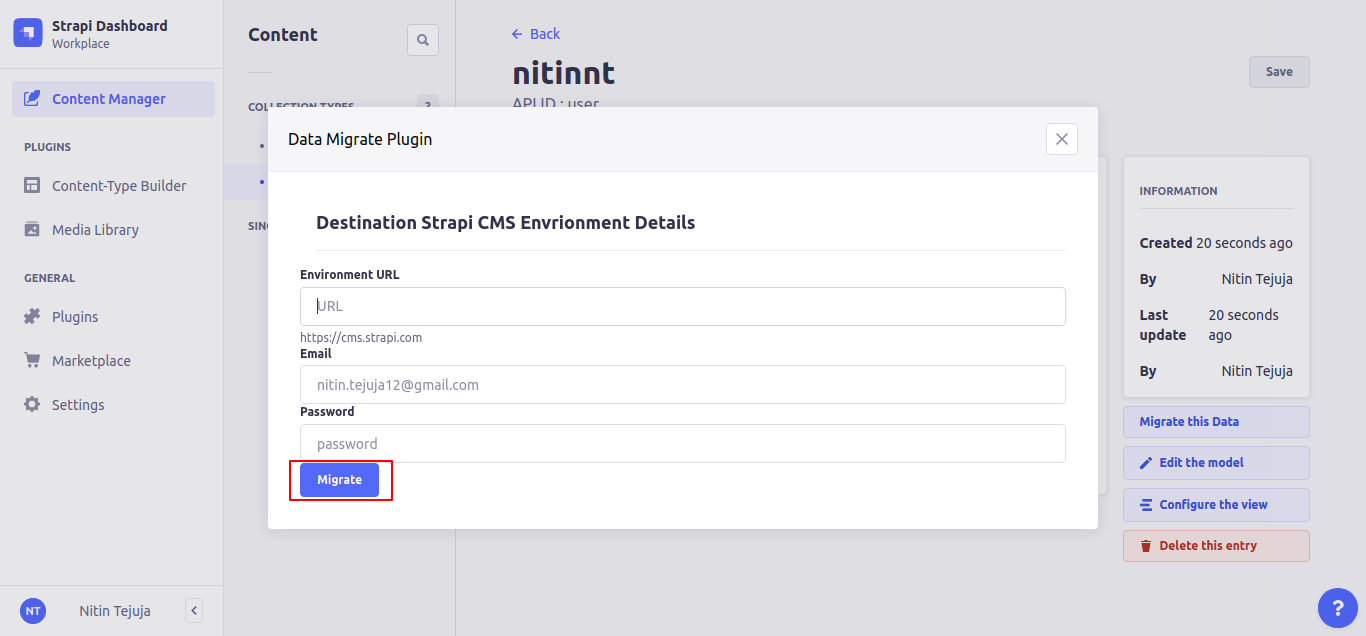 Strapi Dashboard
Workplace
Content Manager
PLUGINS
Content-Type Builder
Media Library
GENERAL
Plugins
Marketplace
Settings
NT
Nitin Tejuja
Content
COLLECTION TYPES
2
SING
Back
nitinnt
API ID : user
Save
Data Migrate Plugin
Destination Strapi CMS Envrionment Details
Environment URL
URL
https://cms.strapi.com
Email
nitin.tejuja12@gmail.com
Password
password
Migrate
INFORMATION
Created 20 seconds ago
By Nitin Tejuja
Last update 20 seconds ago
By Nitin Tejuja
Migrate this Data
Edit the model
Configure the view
Delete this entry
?